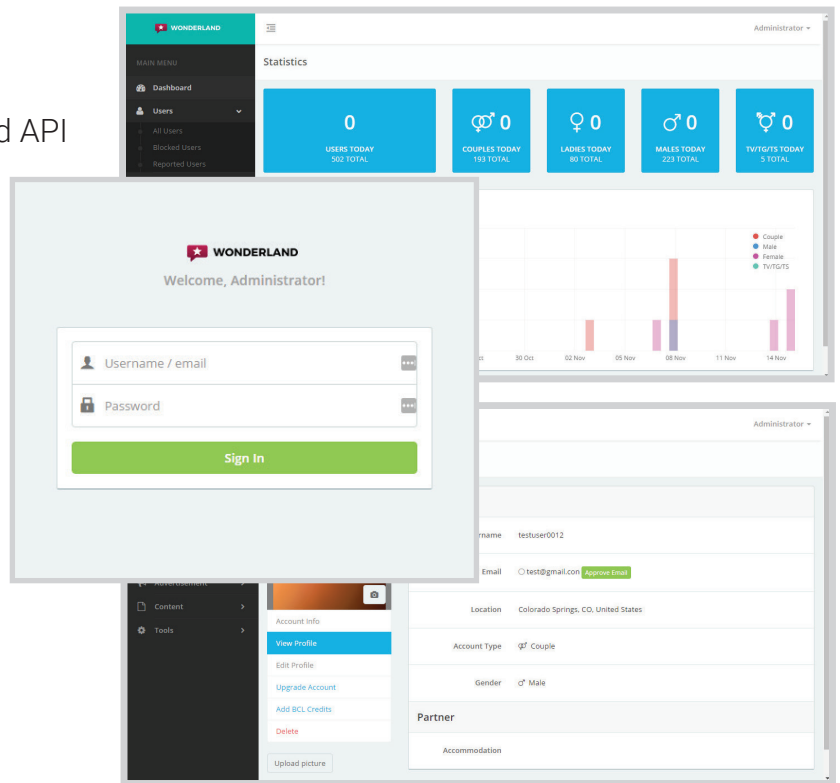 d API
WONDERLAND
Administrator
MAIN MENU
Statistics
Dashboard
Users
All Users
Blocked Users
Reported Users
0
USERS TODAY
502 TOTAL
0
COUPLES TODAY
193 TOTAL
0
LADIES TODAY
80 TOTAL
0
MALES TODAY
223 TOTAL
0
TV/TG/TS TODAY
5 TOTAL
Couple
Male
Female
TV/TG/TS
30 Oct
02 Nov
05 Nov
08 Nov
11 Nov
14 Nov
WONDERLAND
Welcome, Administrator!
Username / email
Password
Sign In
Administrator
rname testuser0012
Email test@gmail.con Approve Email
Location Colorado Springs, CO, United States
Account Type Couple
Gender Male
Partner
Accommodation
Advertisement
Content
Tools
Account Info
View Profile
Edit Profile
Upgrade Account
Add BCL Credits
Delete
Upload picture